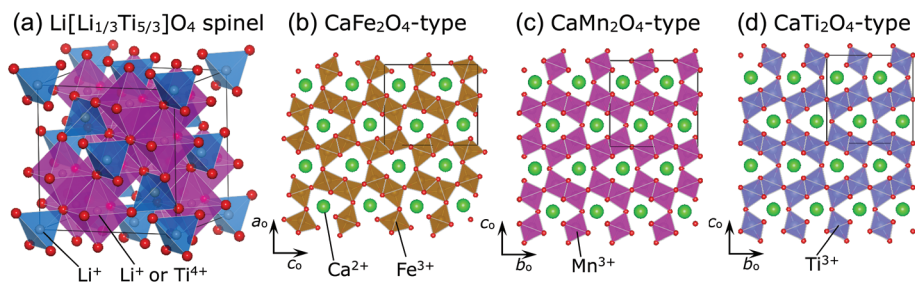 (a) Li[Li1/3Ti5/3]O4 spinel
(b) CaFe2O4-type
(c) CaMn2O4-type
(d) CaTi2O4-type
ao
co
co
bo
co
bo
Li+
Li+ or Ti4+
Ca2+
Fe3+
Mn3+
Ti3+